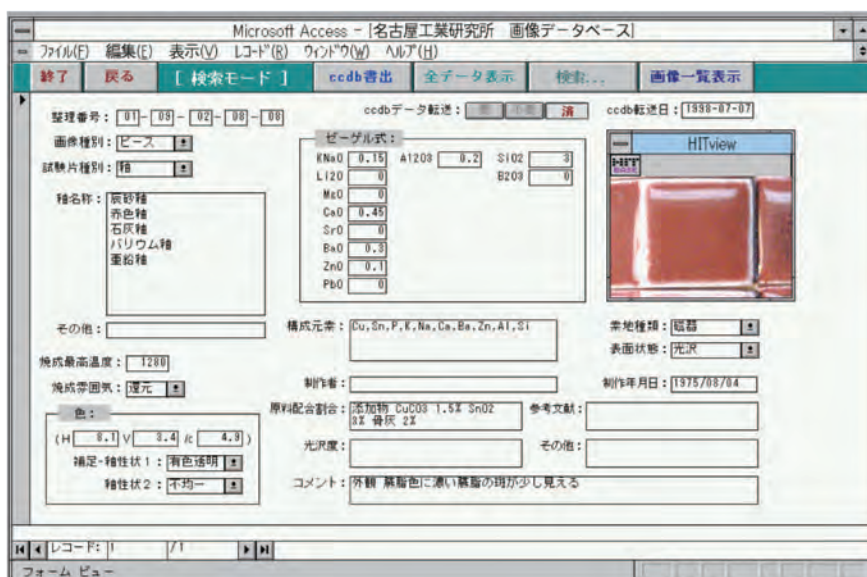 Microsoft Access - [名古屋工業研究所　画像データベース]
ファイル(F)　編集(E)　表示(V)　レコード(R)　ウィンドウ(W)　ヘルプ(H)
終了　戻る　[ 検索モード ]　ccdb書出　全データ表示　検索...　画像一覧表示
整理番号： 01- 09 - 02 - 08 - 08　ccdbデータ転送：　済　ccdb転送日： 1998-07-07
画像種別： ピース
試験片種別： 釉
釉名称： 辰砂釉
赤色釉
石灰釉
バリウム釉
亜鉛釉
その他：
ゼーゲル式：
KNaO 0.15　Al2O3 0.2　SiO2 3
Li2O 0　B2O3 0
MgO 0
CaO 0.45
SrO 0
BaO 0.3
ZnO 0.1
PbO 0
HITview
構成元素： Cu,Sn,P,K,Na,Ca,Ba,Zn,Al,Si
素地種類： 磁器
表面状態： 光沢
焼成最高温度： 1280
焼成雰囲気： 還元
制作者：
制作年月日： 1975/08/04
色：
(H 8.1 V 3.4 /c 4.9 )
補足-釉性状1： 有色透明
釉性状2： 不均一
原料配合割合： 添加物 CuCO3 1.5% SnO2
3% 骨灰 2%
参考文献：
光沢度：
その他：
コメント： 外観 臙脂色に濃い臙脂の斑が少し見える
レコード: 1　/1
フォーム ビュー